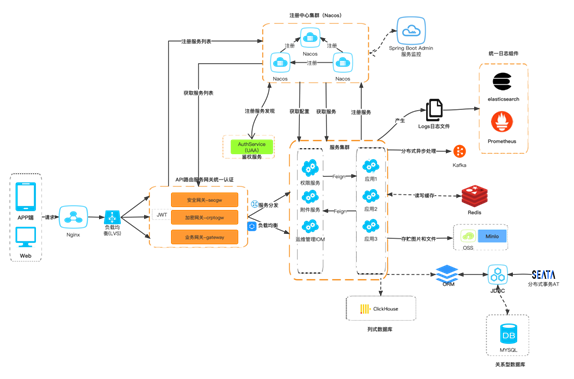 注册中心集群（Nacos）
注册
注册
注册
Nacos
Nacos
Nacos
Spring Boot Admin
服务监控
统一日志组件
elasticsearch
Prometheus
注册服务列表
获取服务列表
注册服务发现
AuthService
(UAA)
鉴权服务
获取配置
获取服务
注册服务
产生
Logs日志文件
服务集群
分布式异步处理
Kafka
权限服务
附件服务
运维管理IDM
Feign
Feign
应用1
应用2
应用3
读写缓存
Redis
存贮图片和文件
OSS
MinIo
ORM
JDBC
SEATA
分布式事务AT
MYSQL
关系型数据库
ClickHouse
列式数据库
API路由服务网关统一认证
JWT
安全网关-secgw
业务网关-gateway
服务分发
负载均衡
APP端
Web
请求
Nginx
负载均
衡(LVS)